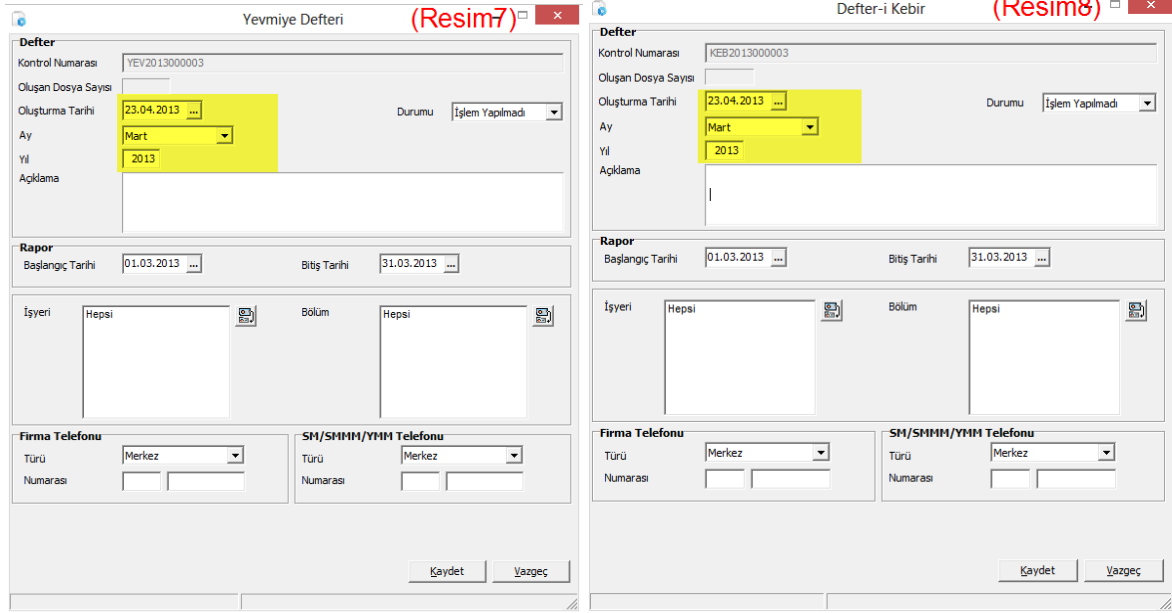 Yevmiye Defteri
(Resim7)
Defter
Kontrol Numarası YEV2013000003
Oluşan Dosya Sayısı
Oluşturma Tarihi 23.04.2013 ... Durumu İşlem Yapılmadı
Ay Mart
Yıl 2013
Açıklama
Rapor
Başlangıç Tarihi 01.03.2013 ... Bitiş Tarihi 31.03.2013 ...
İşyeri Hepsi Bölüm Hepsi
Firma Telefonu SM/SMMM/YMM Telefonu
Türü Merkez Türü Merkez
Numarası Numarası
Kaydet Vazgeç
Defter-i Kebir
(Resim8)
Defter
Kontrol Numarası KEB2013000003
Oluşan Dosya Sayısı
Oluşturma Tarihi 23.04.2013 ... Durumu İşlem Yapılmadı
Ay Mart
Yıl 2013
Açıklama
Rapor
Başlangıç Tarihi 01.03.2013 ... Bitiş Tarihi 31.03.2013 ...
İşyeri Hepsi Bölüm Hepsi
Firma Telefonu SM/SMMM/YMM Telefonu
Türü Merkez Türü Merkez
Numarası Numarası
Kaydet Vazgeç